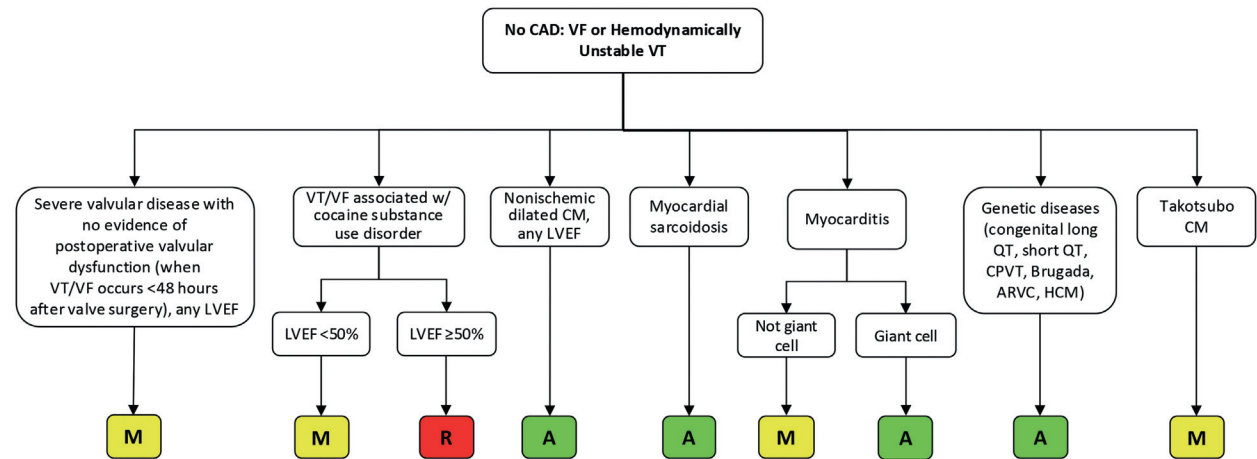 No CAD: VF or Hemodynamically
Unstable VT
Severe valvular disease with
no evidence of
postoperative valvular
dysfunction (when
VT/VF occurs <48 hours
after valve surgery), any LVEF
VT/VF associated w/
cocaine substance
use disorder
Nonischemic
dilated CM,
any LVEF
Myocardial
sarcoidosis
Myocarditis
Genetic diseases
(congenital long
QT, short QT,
CPVT, Brugada,
ARVC, HCM)
Takotsubo
CM
LVEF <50%
LVEF ≥50%
Not giant
cell
Giant cell
M
M
R
A
A
M
A
A
M